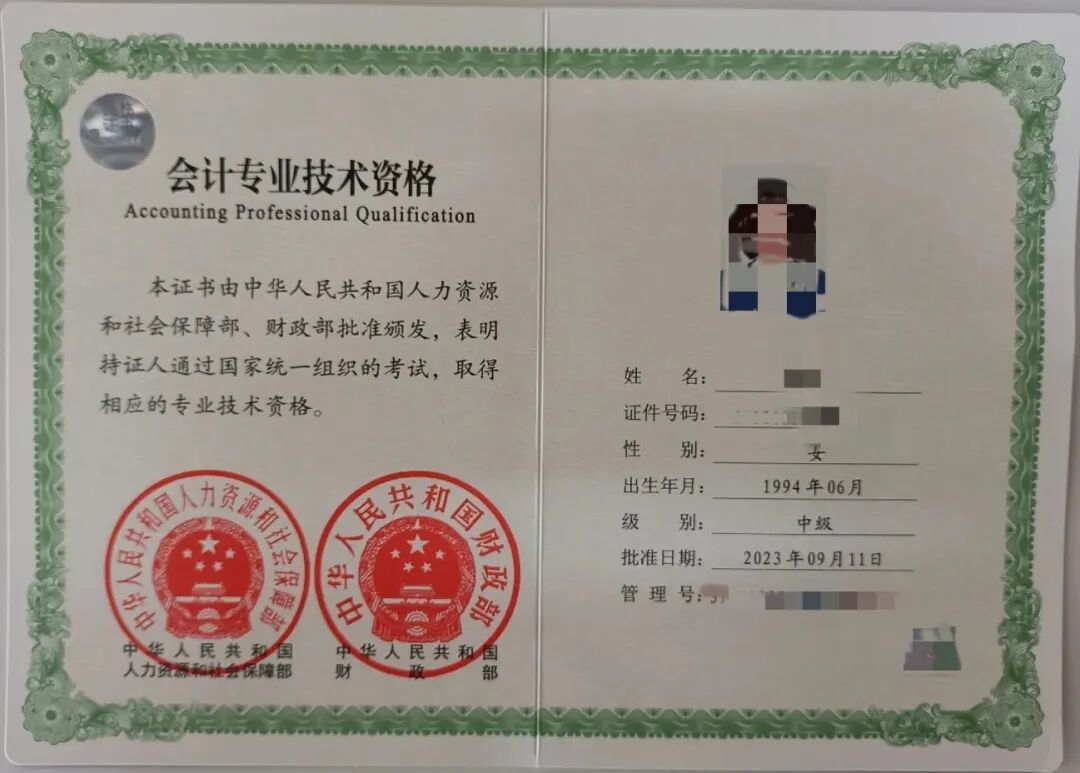 会计专业技术资格
Accounting Professional Qualification
本证书由中华人民共和国人力资源
和社会保障部、财政部批准颁发，表明
持证人通过国家统一组织的考试，取得
相应的专业技术资格。
中华人民共和国人力资源和社会保障部
中华人民共和国财政部
中华人民共和国
人力资源和社会保障部
中华人民共和国
财政部
姓名：
证件号码：
性别：女
出生年月：1994年06月
级别：中级
批准日期：2023年09月11日
管理号：